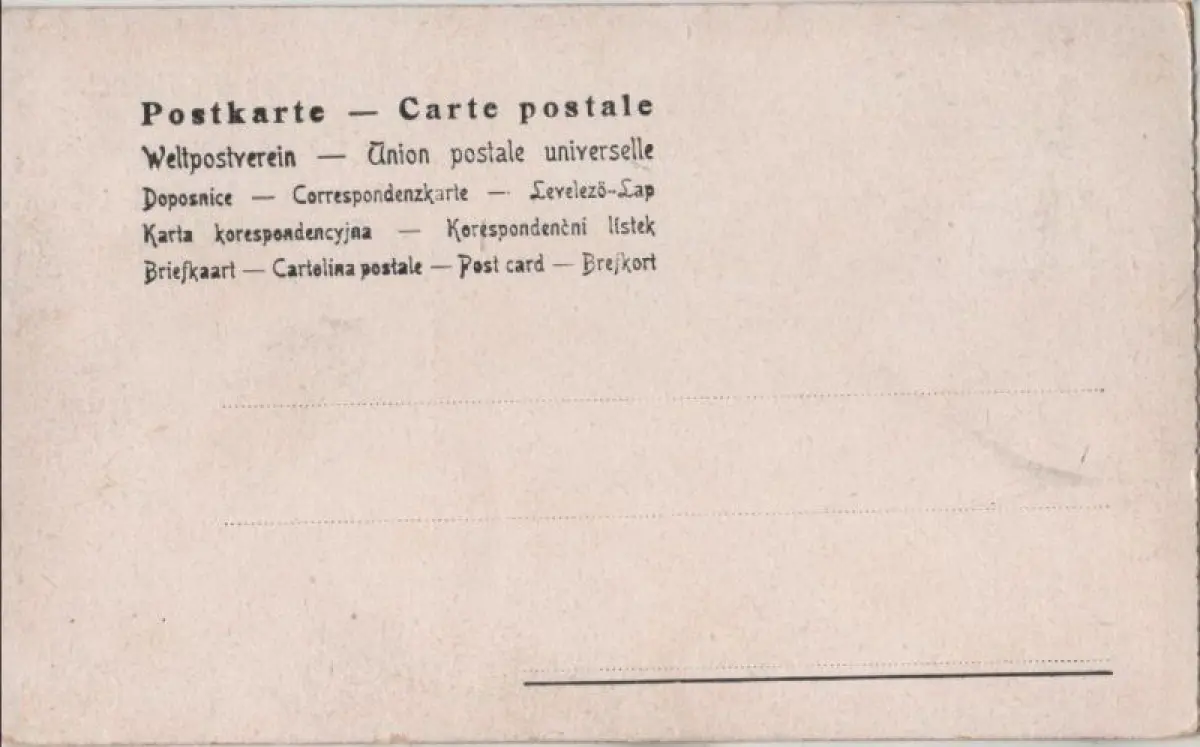 Postkarte — Carte postale
Weltpostverein — Union postale universelle
Doposnice — Correspondenzkarte — Levelező-Lap
Karta korespondencyjna — Korespondenční lístek
Briefkaart — Cartolina postale — Post card — Brefkort